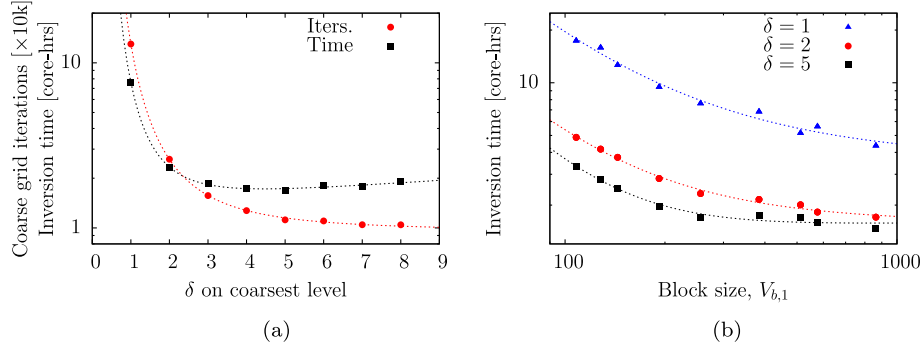 Coarse grid iterations [×10k]
Inversion time [core-hrs]
10
1
Iters.
Time
0 1 2 3 4 5 6 7 8 9
δ on coarsest level
(a)
Inversion time [core-hrs]
10
δ = 1
δ = 2
δ = 5
100 1000
Block size, V_{b,1}
(b)